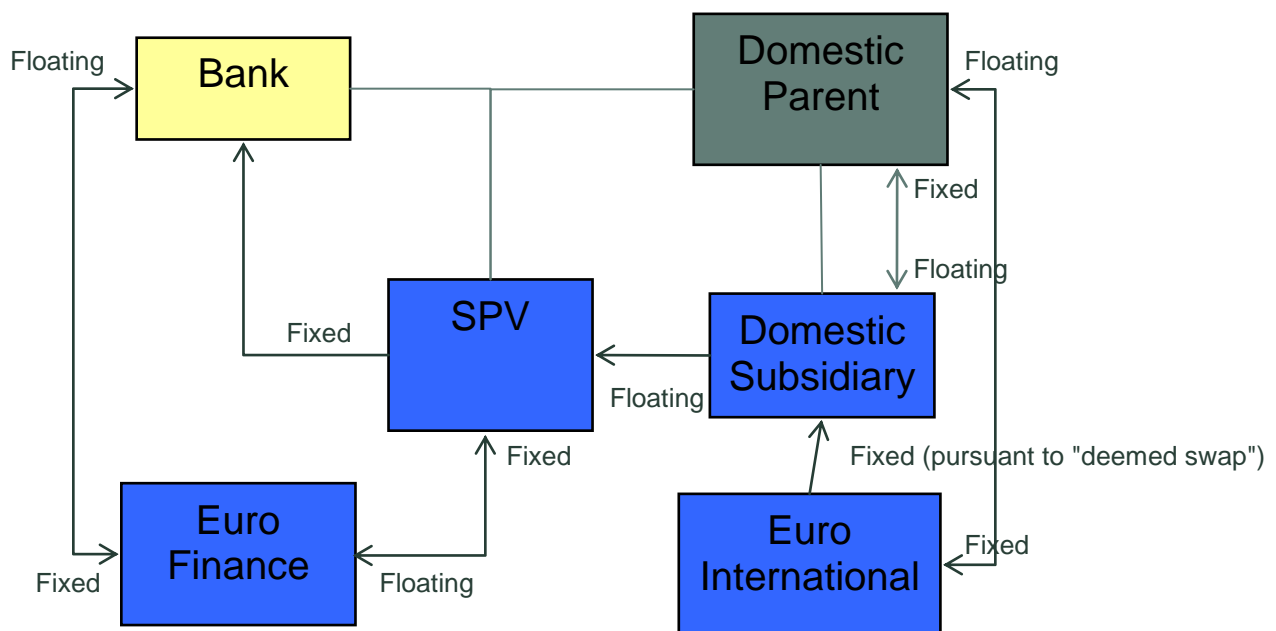 Domestic
Parent
Floating
Bank
Floating
Fixed
Floating
SPV
Domestic
Subsidiary
Fixed
Floating
Fixed
Fixed (pursuant to "deemed swap")
Euro
Finance
Euro
International
Fixed
Fixed
Floating